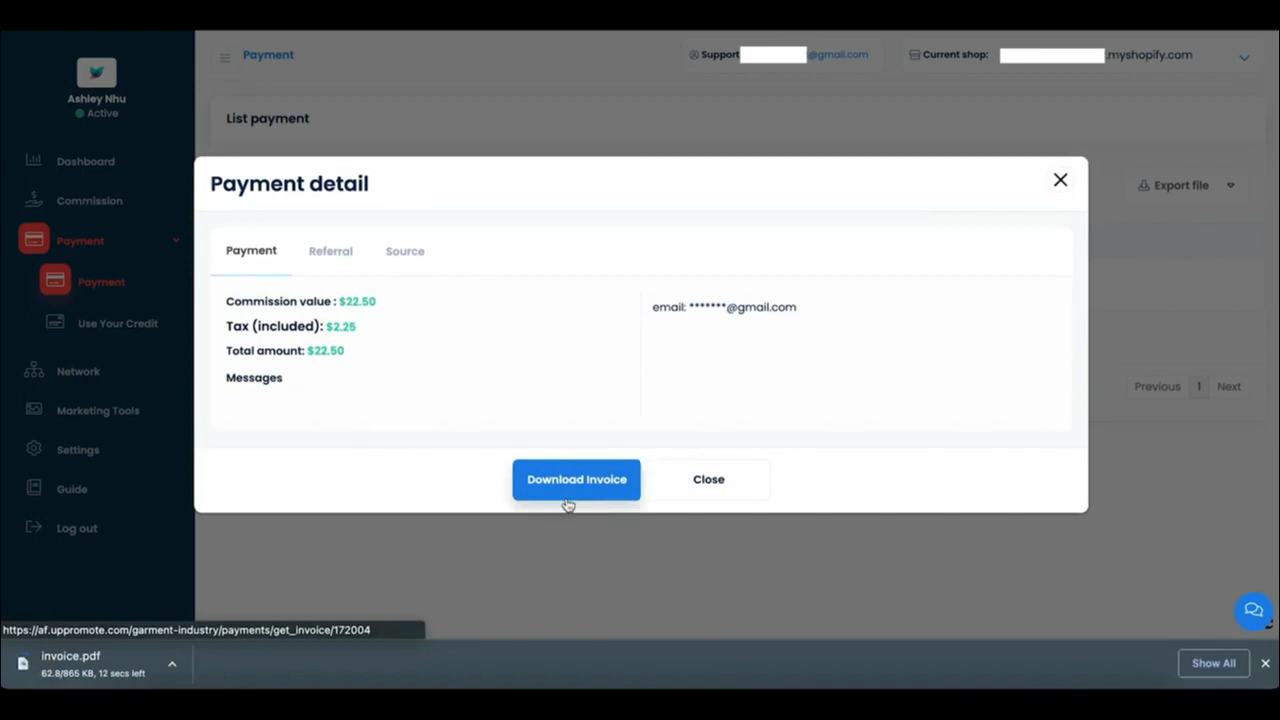 Ashley Nhu
Active
Dashboard
Commission
Payment
Payment
Use Your Credit
Network
Marketing Tools
Settings
Guide
Log out
Payment
Support
@gmail.com
Current shop:
.myshopify.com
List payment
Export file
Payment detail
Payment Referral Source
Commission value : $22.50
Tax (included): $2.25
Total amount: $22.50
Messages
email: *******@gmail.com
Download Invoice
Close
Previous 1 Next
https://af.uppromote.com/garment-industry/payments/get_invoice/172004
invoice.pdf
62.8/865 KB, 12 secs left
Show All